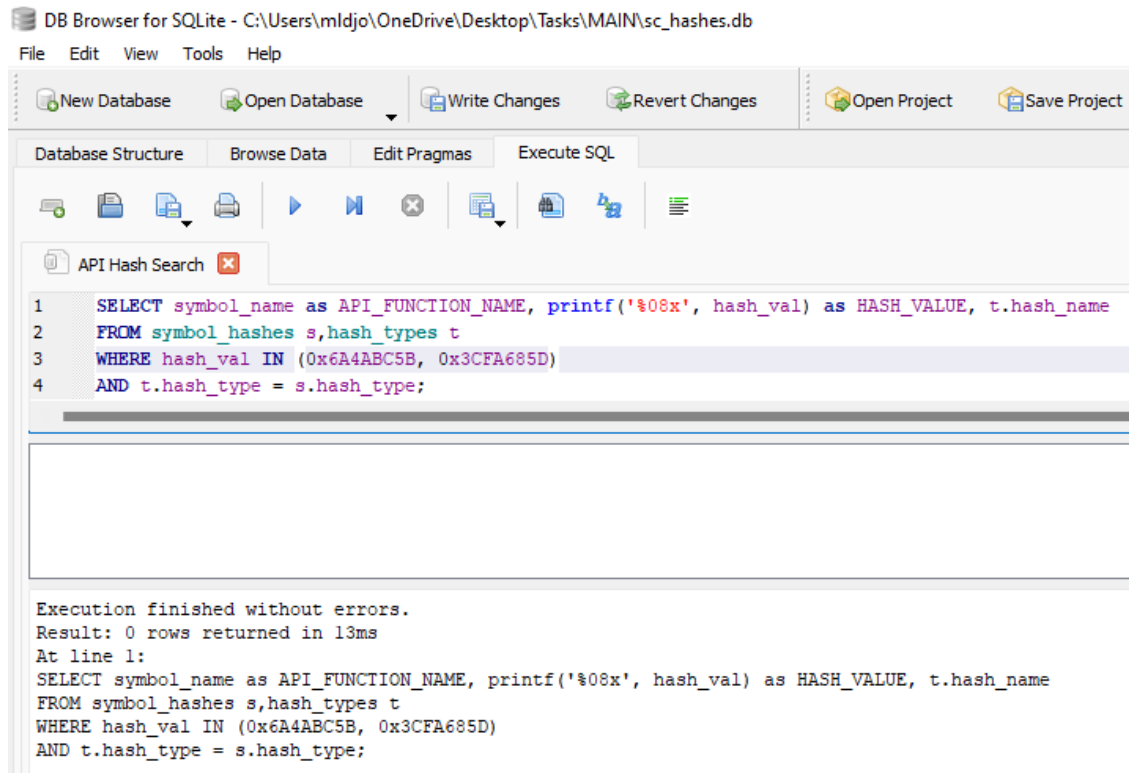 DB Browser for SQLite - C:\Users\mldjo\OneDrive\Desktop\Tasks\MAIN\sc_hashes.db
File Edit View Tools Help
New Database Open Database Write Changes Revert Changes Open Project Save Project
Database Structure Browse Data Edit Pragmas Execute SQL
API Hash Search
1 SELECT symbol_name as API_FUNCTION_NAME, printf('%08x', hash_val) as HASH_VALUE, t.hash_name
2 FROM symbol_hashes s,hash_types t
3 WHERE hash_val IN (0x6A4ABC5B, 0x3CFA685D)
4 AND t.hash_type = s.hash_type;
Execution finished without errors.
Result: 0 rows returned in 13ms
At line 1:
SELECT symbol_name as API_FUNCTION_NAME, printf('%08x', hash_val) as HASH_VALUE, t.hash_name
FROM symbol_hashes s,hash_types t
WHERE hash_val IN (0x6A4ABC5B, 0x3CFA685D)
AND t.hash_type = s.hash_type;